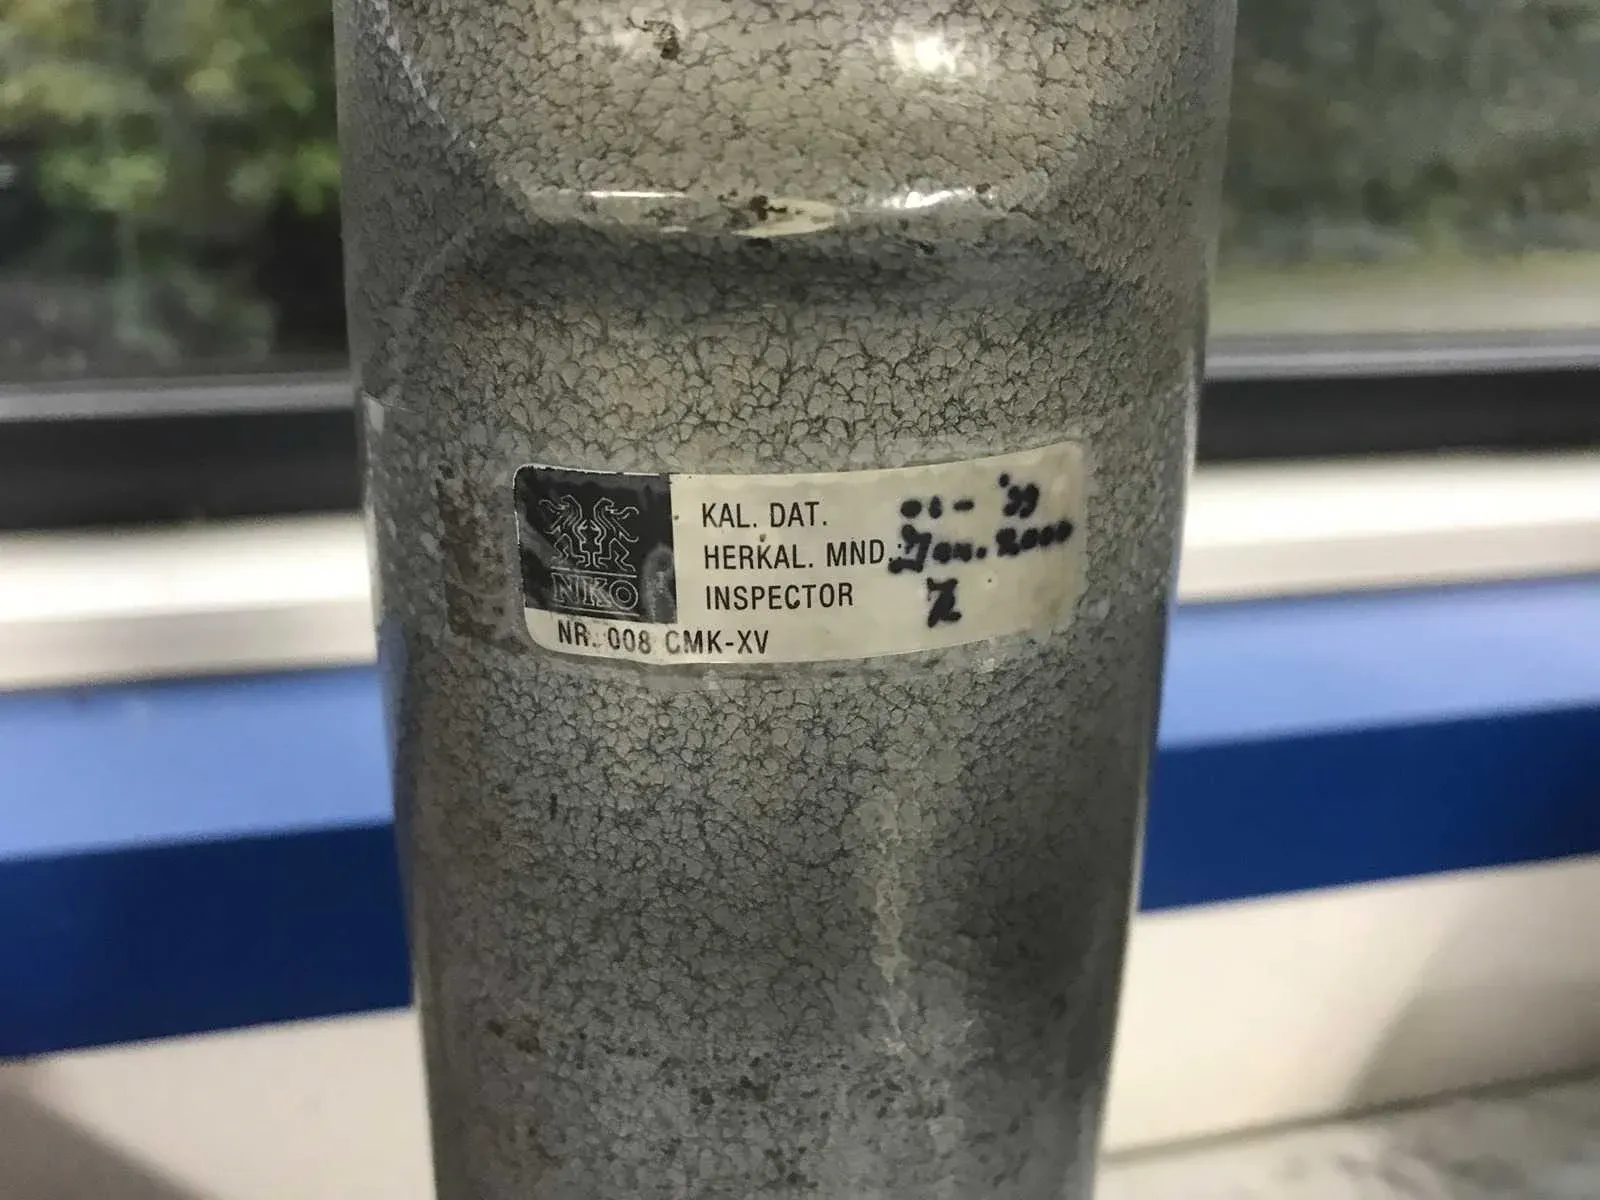 NKO
KAL. DAT. 01- '99
HERKAL. MND. Jan. 2000
INSPECTOR
NR. 008 CMK-XV